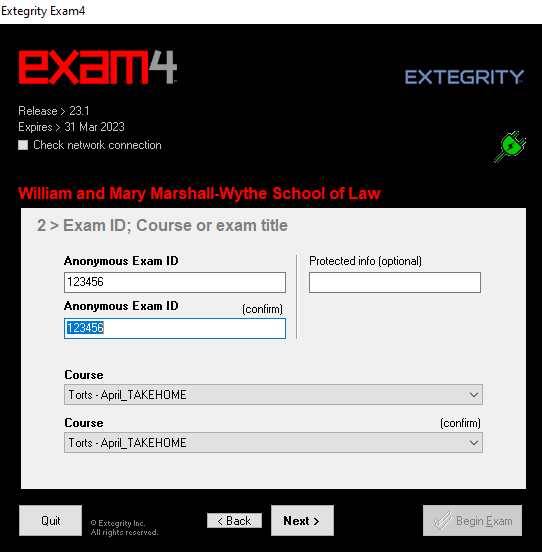 Extegrity Exam4
exam4
EXTEGRITY
Release > 23.1
Expires > 31 Mar 2023
Check network connection
William and Mary Marshall-Wythe School of Law
2 > Exam ID; Course or exam title
Anonymous Exam ID
Protected info (optional)
123456
Anonymous Exam ID (confirm)
123456
Course
Torts - April_TAKEHOME
Course (confirm)
Torts - April_TAKEHOME
Quit
© Extegrity Inc.
All rights reserved.
< Back
Next >
Begin Exam